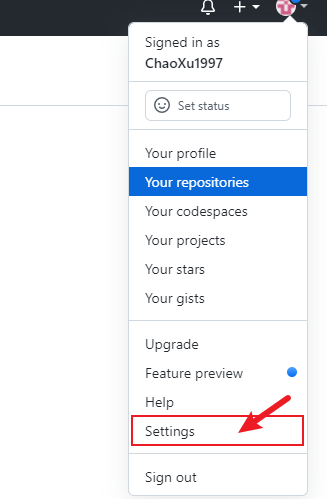 Signed in as
ChaoXu1997
Set status
Your profile
Your repositories
Your codespaces
Your projects
Your stars
Your gists
Upgrade
Feature preview
Help
Settings
Sign out